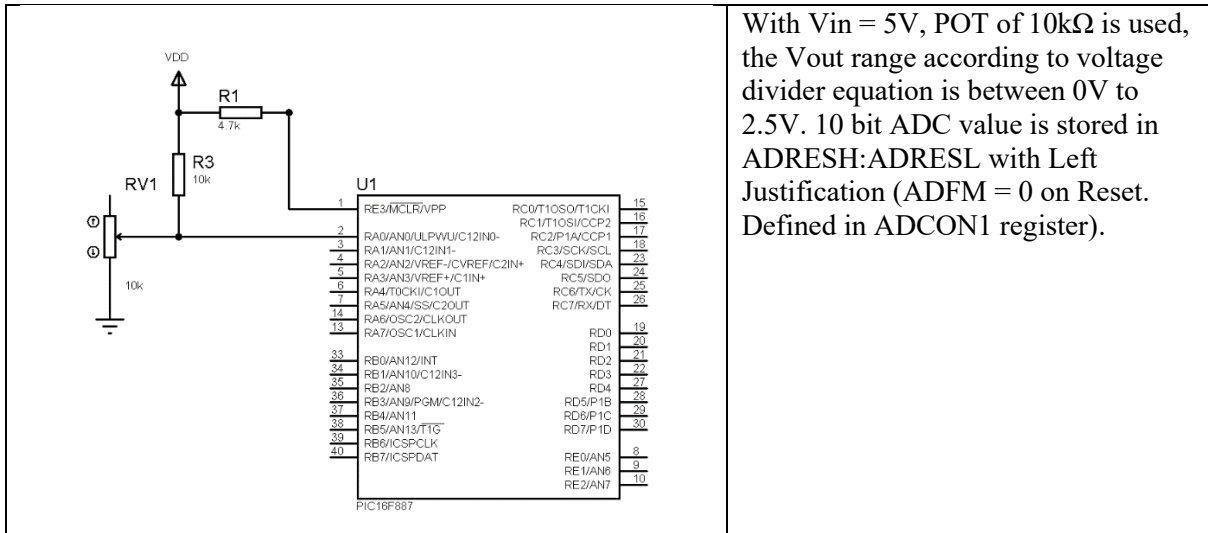 VDD
R1
4.7k
R3
10k
RV1
10k
U1
1 RE3/MCLR/VPP
2 RA0/AN0/ULPWU/C12IN0-
3 RA1/AN1/C12IN1-
4 RA2/AN2/VREF-/CVREF/C2IN+
5 RA3/AN3/VREF+/C1IN+
6 RA4/T0CKI/C1OUT
7 RA5/AN4/SS/C2OUT
14 RA6/OSC2/CLKOUT
13 RA7/OSC1/CLKIN
33 RB0/AN12/INT
34 RB1/AN10/C12IN3-
35 RB2/AN8
36 RB3/AN9/PGM/C12IN2-
37 RB4/AN11
38 RB5/AN13/T1G
39 RB6/ICSPCLK
40 RB7/ICSPDAT
RC0/T1OSO/T1CKI 15
RC1/T1OSI/CCP2 16
RC2/P1A/CCP1 17
RC3/SCK/SCL 18
RC4/SDI/SDA 23
RC5/SDO 24
RC6/TX/CK 25
RC7/RX/DT 26
RD0 19
RD1 20
RD2 21
RD3 22
RD4 27
RD5/P1B 28
RD6/P1C 29
RD7/P1D 30
RE0/AN5 8
RE1/AN6 9
RE2/AN7 10
PIC16F887
With Vin = 5V, POT of 10kΩ is used,
the Vout range according to voltage
divider equation is between 0V to
2.5V. 10 bit ADC value is stored in
ADRESH:ADRESL with Left
Justification (ADFM = 0 on Reset.
Defined in ADCON1 register).